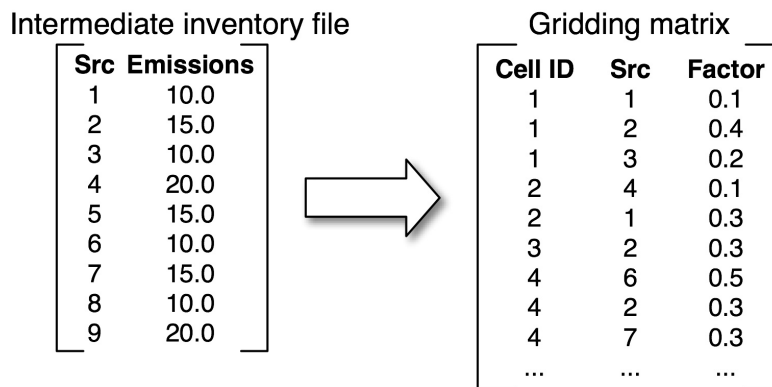 Intermediate inventory file
Src Emissions
1 10.0
2 15.0
3 10.0
4 20.0
5 15.0
6 10.0
7 15.0
8 10.0
9 20.0
Gridding matrix
Cell ID Src Factor
1 1 0.1
1 2 0.4
1 3 0.2
2 4 0.1
2 1 0.3
3 2 0.3
4 6 0.5
4 2 0.3
4 7 0.3
... ... ...